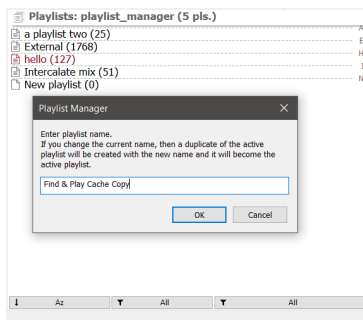 Playlists: playlist_manager (5 pls.)
a playlist two (25)
External (1768)
hello (127)
Intercalate mix (51)
New playlist (0)
A
E
H
I
N
Playlist Manager
Enter playlist name.
If you change the current name, then a duplicate of the active
playlist will be created with the new name and it will become the
active playlist.
Find & Play Cache Copy
OK Cancel
Az All All